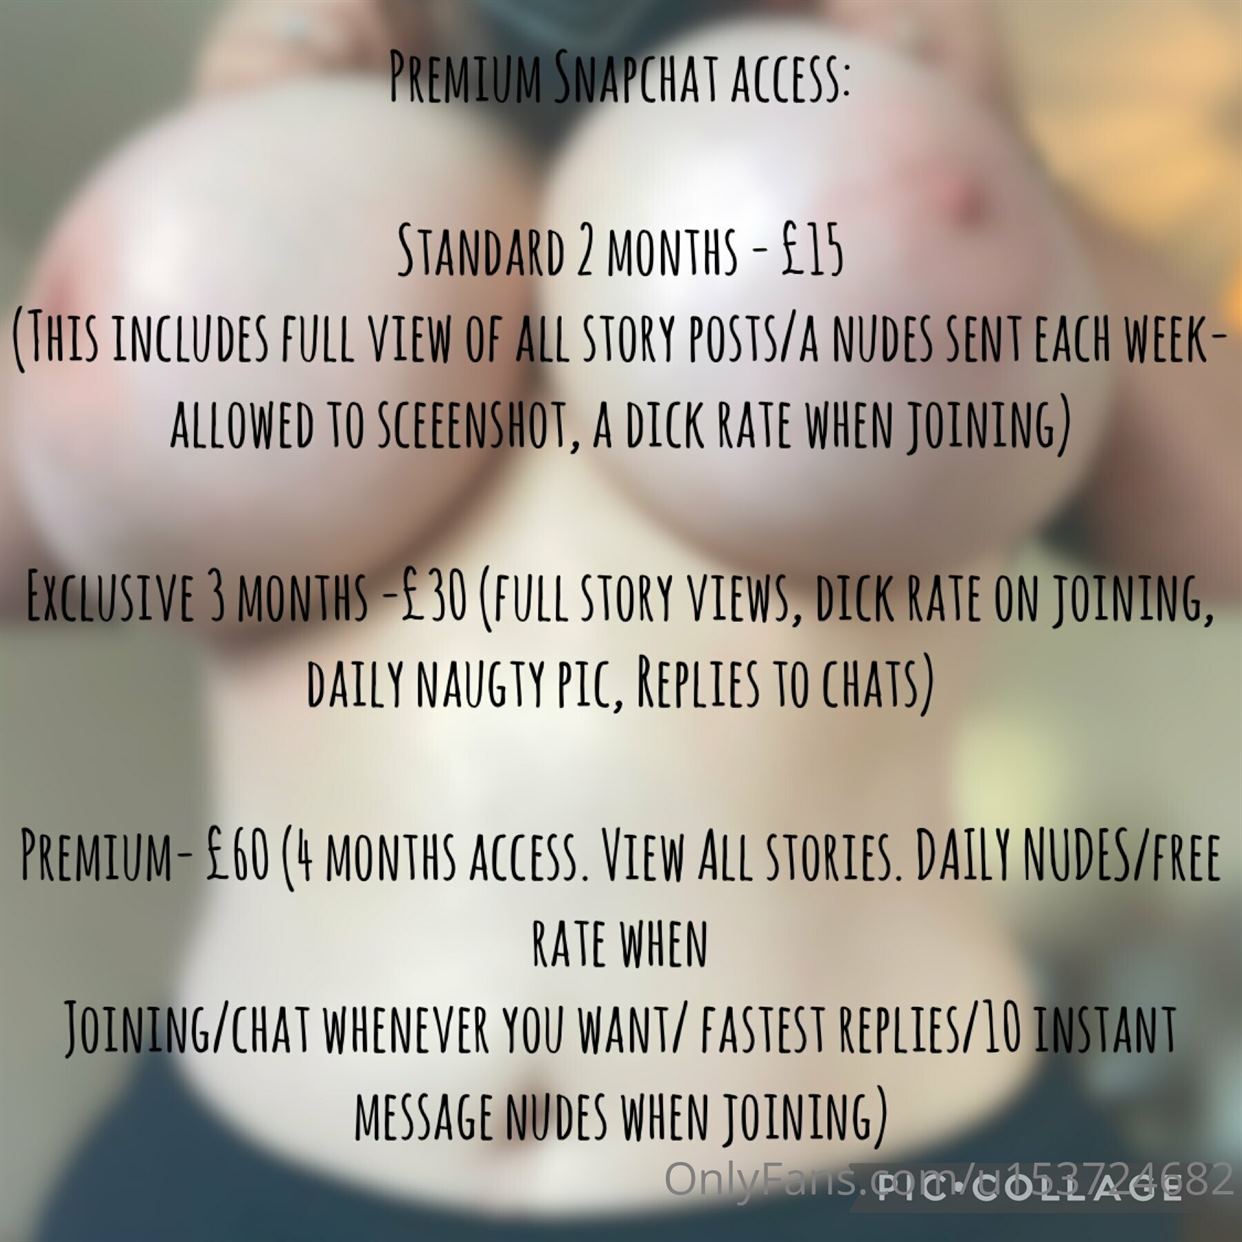 Premium Snapchat access:
Standard 2 months - £15
(This includes full view of all story posts/a nudes sent each week-
allowed to sceeenshot, a dick rate when joining)
Exclusive 3 months -£30 (full story views, dick rate on joining,
daily naugty pic, Replies to chats)
Premium- £60 (4 months access. View All stories. DAILY NUDES/free
rate when
Joining/chat whenever you want/ fastest replies/10 instant
message nudes when joining)
OnlyFans.com/u153724682
PIC•COLLAGE